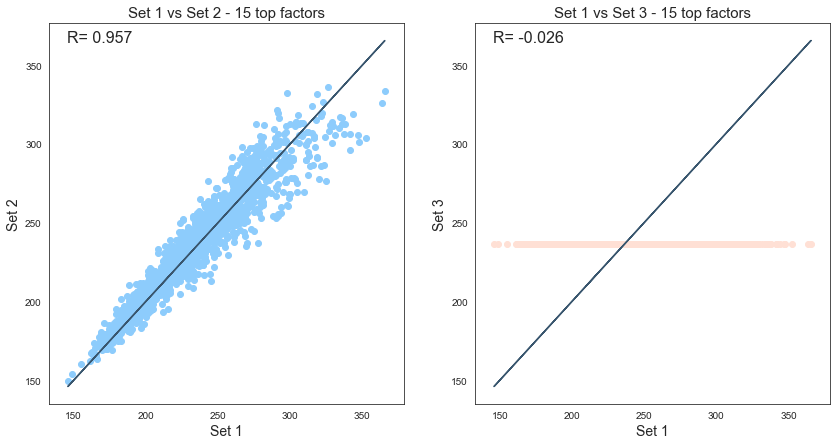 Set 1 vs Set 2 - 15 top factors
R= 0.957
350
300
250
200
150
Set 2
150 200 250 300 350
Set 1
Set 1 vs Set 3 - 15 top factors
R= -0.026
350
300
250
200
150
Set 3
150 200 250 300 350
Set 1